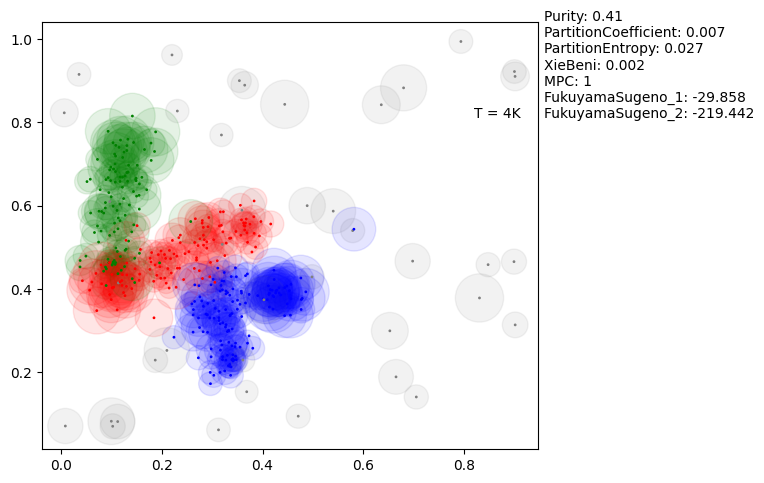 Purity: 0.41
PartitionCoefficient: 0.007
PartitionEntropy: 0.027
XieBeni: 0.002
MPC: 1
FukuyamaSugeno_1: -29.858
FukuyamaSugeno_2: -219.442
T = 4K
1.0
0.8
0.6
0.4
0.2
0.0 0.2 0.4 0.6 0.8